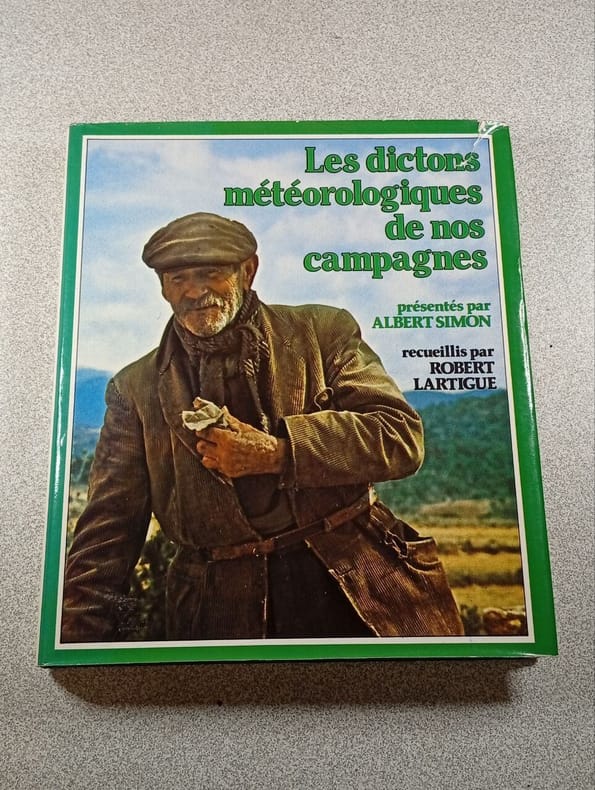 Les dictons
météorologiques
de nos
campagnes
présentés par
ALBERT SIMON
recueillis par
ROBERT
LARTIGUE